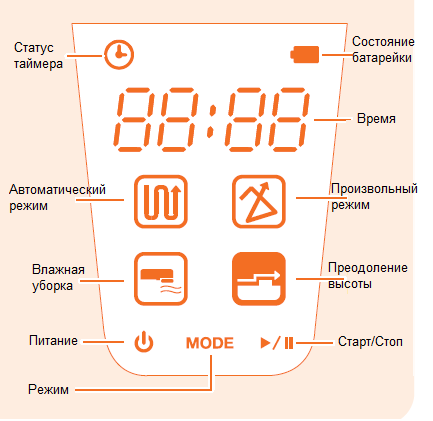 Статус
таймера
Состояние
батарейки
88:88
Время
Автоматический
режим
Произвольный
режим
Влажная
уборка
Преодоление
высоты
Питание
MODE
Старт/Стоп
Режим